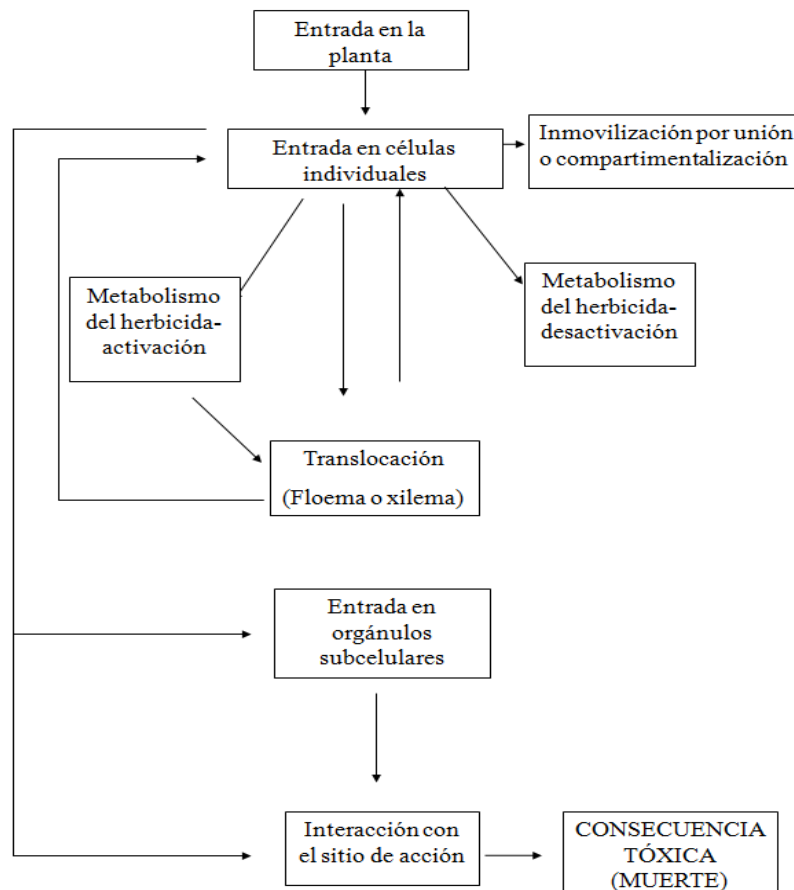 Entrada en la
planta
Entrada en células
individuales
Inmovilización por unión
o compartimentalización
Metabolismo
del herbicida-
activación
Metabolismo
del herbicida-
desactivación
Translocación
(Floema o xilema)
Entrada en
orgánulos
subcelulares
Interacción con
el sitio de acción
CONSECUENCIA
TÓXICA
(MUERTE)